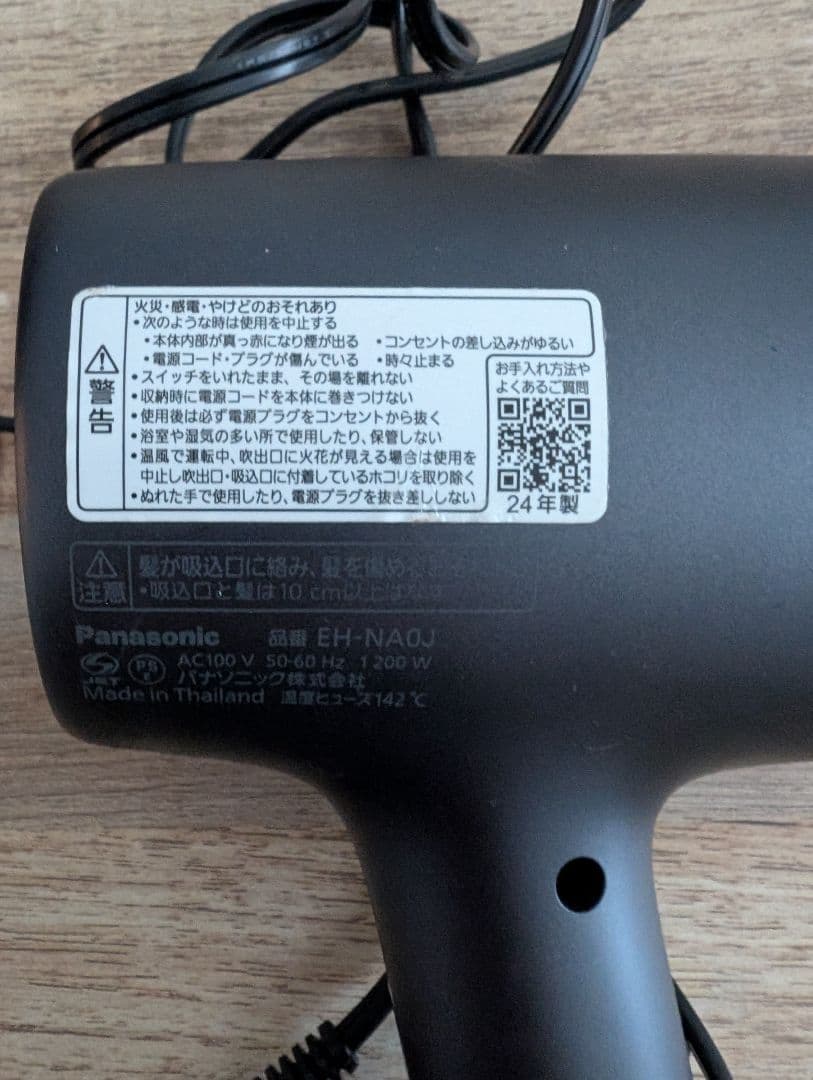 火災・感電・やけどのおそれあり
・次のような時は使用を中止する
・本体内部が真っ赤になり煙が出る ・コンセントの差し込みがゆるい
・電源コード・プラグが傷んでいる ・時々止まる
・スイッチをいれたまま、その場を離れない
・収納時に電源コードを本体に巻きつけない
・使用後は必ず電源プラグをコンセントから抜く
・浴室や湿気の多い所で使用したり、保管しない
・温風で運転中、吹出口に火花が見える場合は使用を
中止し吹出口・吸込口に付着しているホコリを取り除く
・ぬれた手で使用したり、電源プラグを抜き差ししない
警告
お手入れ方法や
よくあるご質問
24年製
注意
髪が吸込口に絡み、髪を傷める
・吸込口と髪は10 cm以上
Panasonic 品番 EH-NA0J
JET PS E AC100 V 50-60 Hz 1 200 W
パナソニック株式会社
Made in Thailand 温度ヒューズ142℃